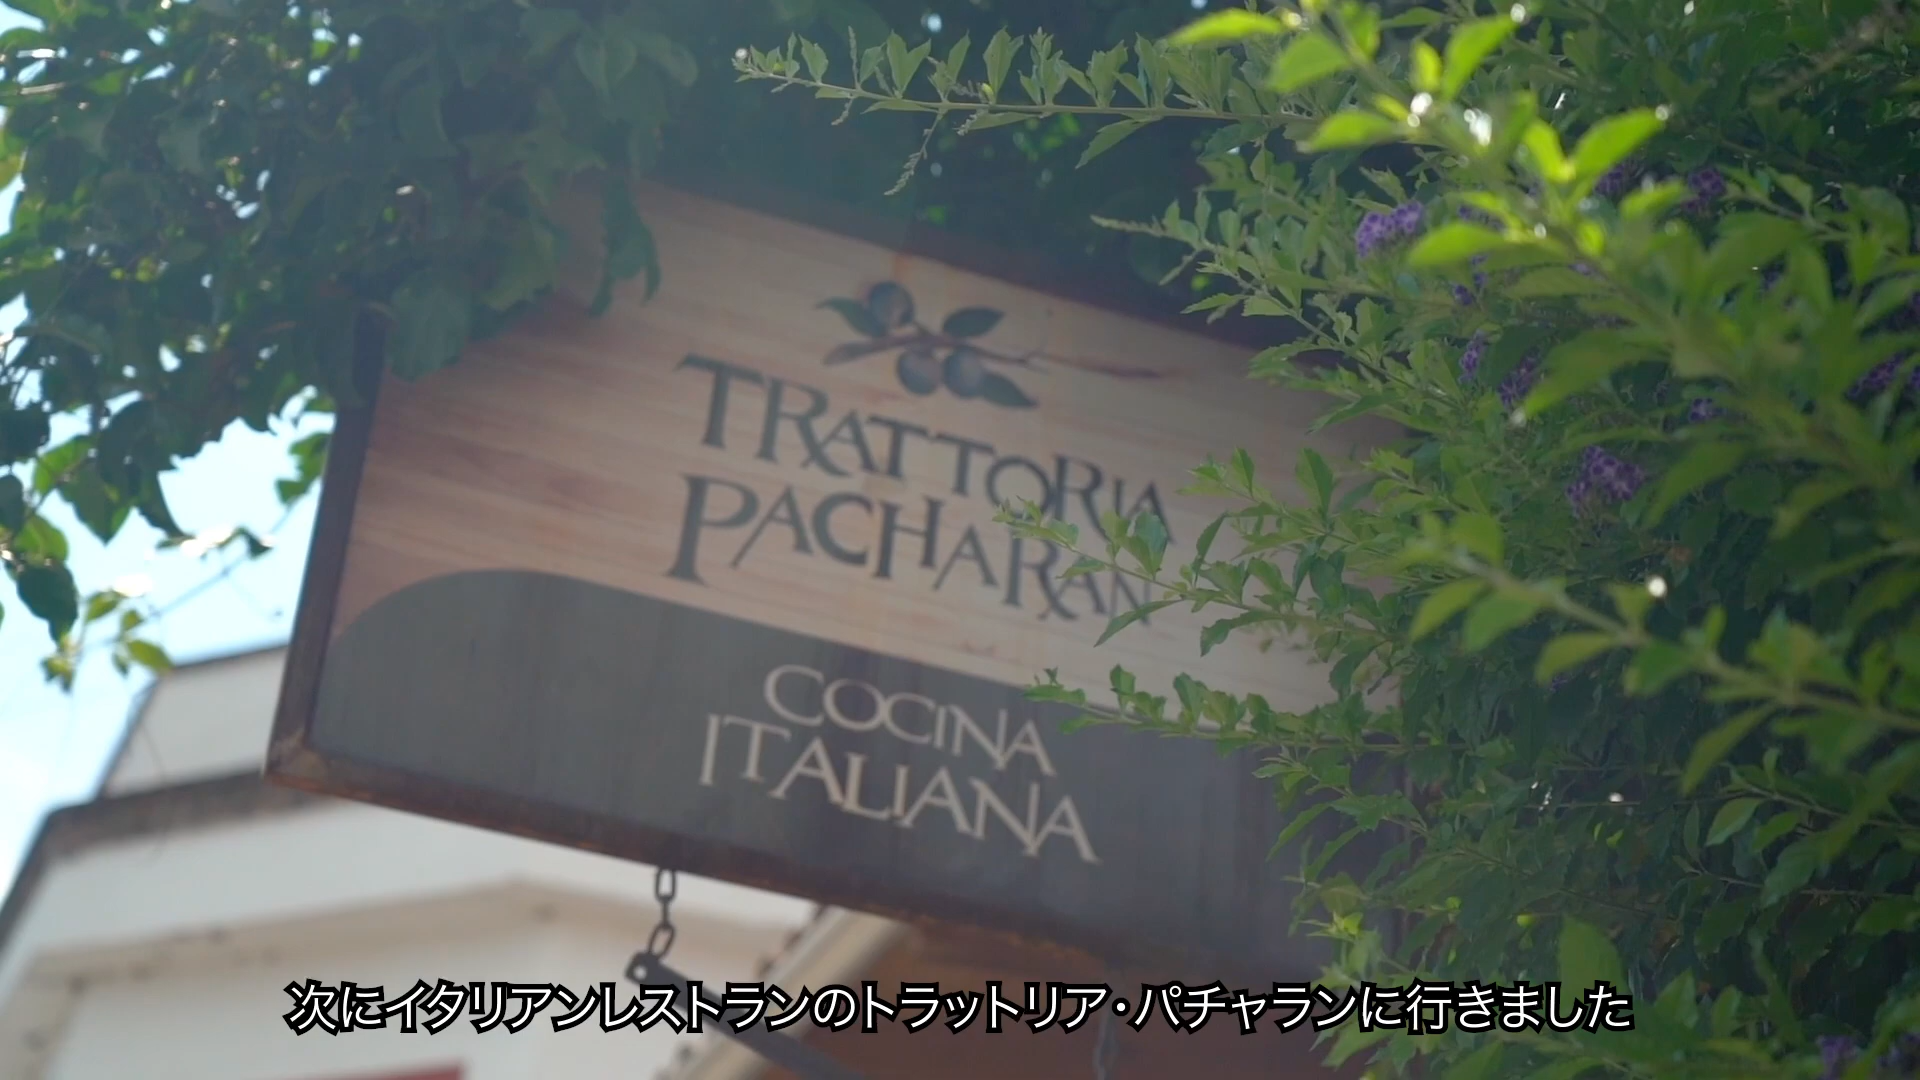 TRATTORIA
PACHARAN
COCINA
ITALIANA
次にイタリアンレストランのトラットリア・パチャランに行きました